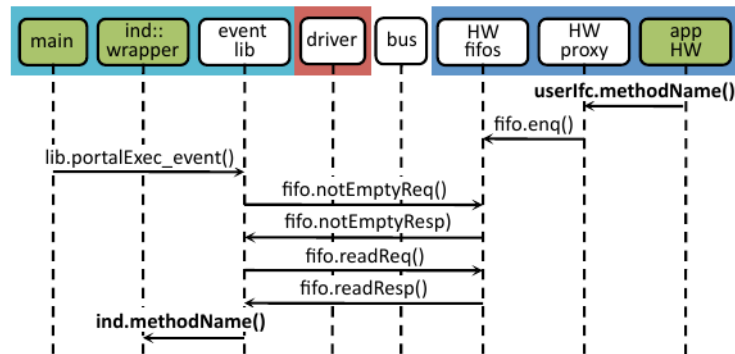 main
ind::
wrapper
event
lib
driver
bus
HW
fifos
HW
proxy
app
HW
userIfc.methodName()
fifo.enq()
lib.portalExec_event()
fifo.notEmptyReq()
fifo.notEmptyResp)
fifo.readReq()
fifo.readResp()
ind.methodName()